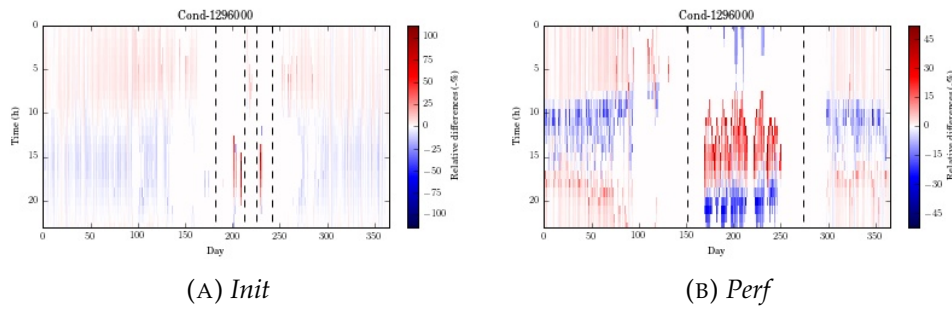 Cond-1296000
0
5
10
15
20
Time (h)
0 50 100 150 200 250 300 350
Day
100
75
50
25
0
−25
−50
−75
−100
Relative differences (-%)
(A) Init
Cond-1296000
0
5
10
15
20
Time (h)
0 50 100 150 200 250 300 350
Day
45
30
15
0
−15
−30
−45
Relative differences (-%)
(B) Perf